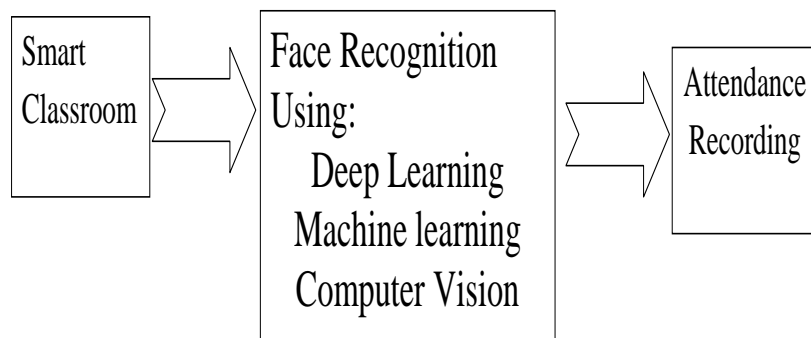 Smart
Classroom
Face Recognition
Using:
Deep Learning
Machine learning
Computer Vision
Attendance
Recording